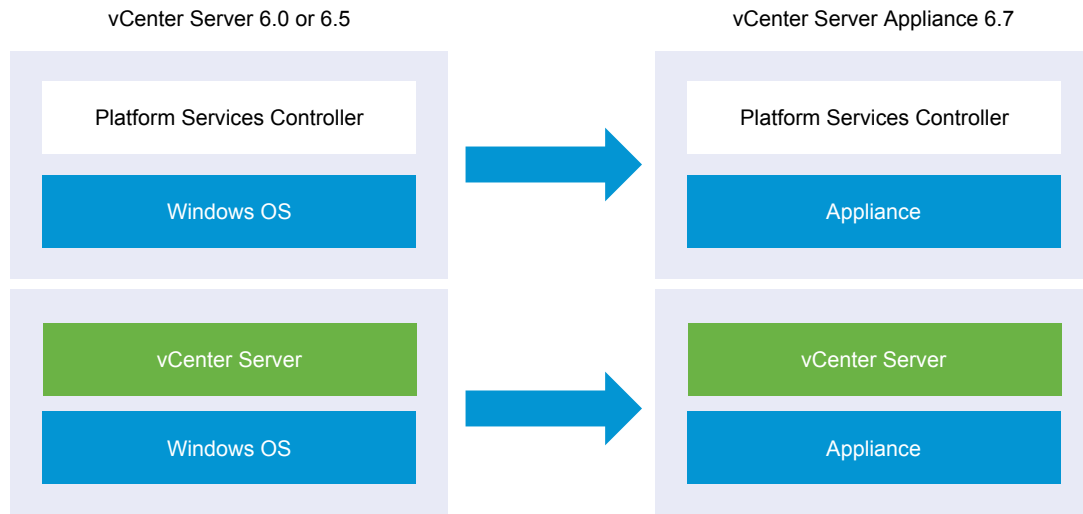 vCenter Server 6.0 or 6.5
vCenter Server Appliance 6.7
Platform Services Controller
Platform Services Controller
Windows OS
Appliance
vCenter Server
vCenter Server
Windows OS
Appliance